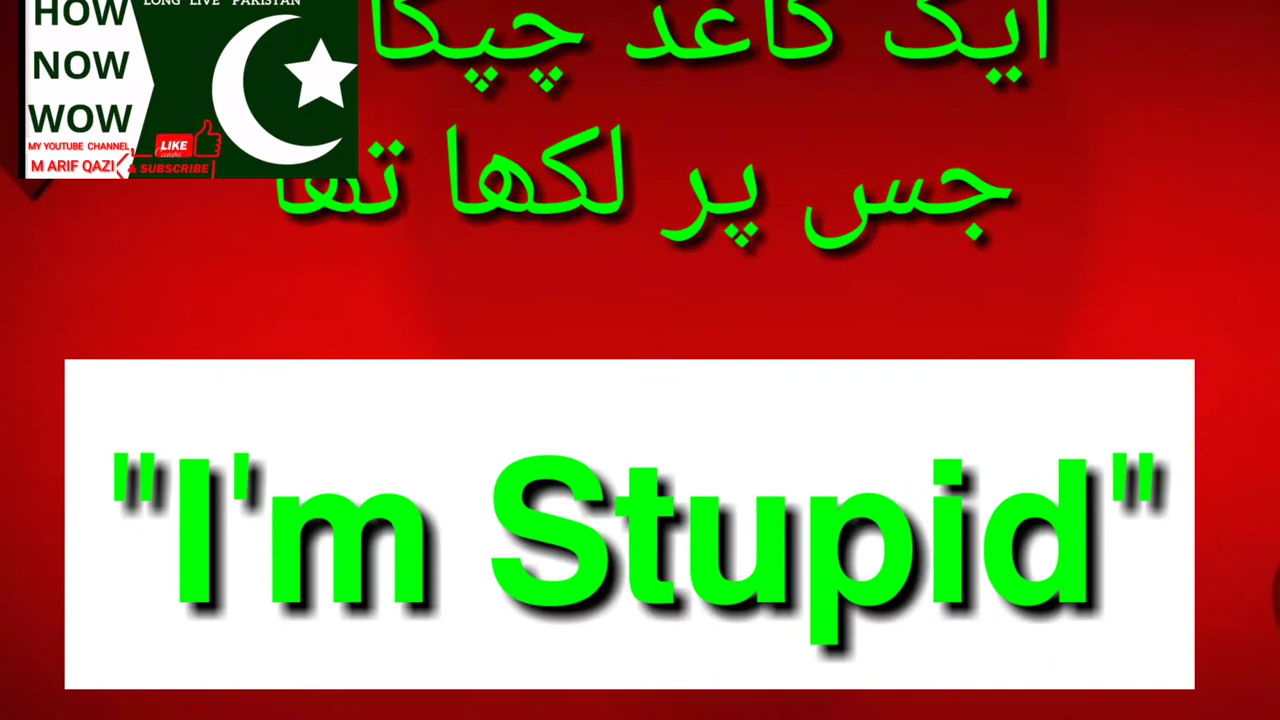 HOW
NOW
WOW
MY YOUTUBE CHANNEL
M ARIF QAZI
LONG LIVE PAKISTAN
LIKE
& SUBSCRIBE
ایک کاغذ چپکا
جس پر لکھا تھا
"I'm Stupid"